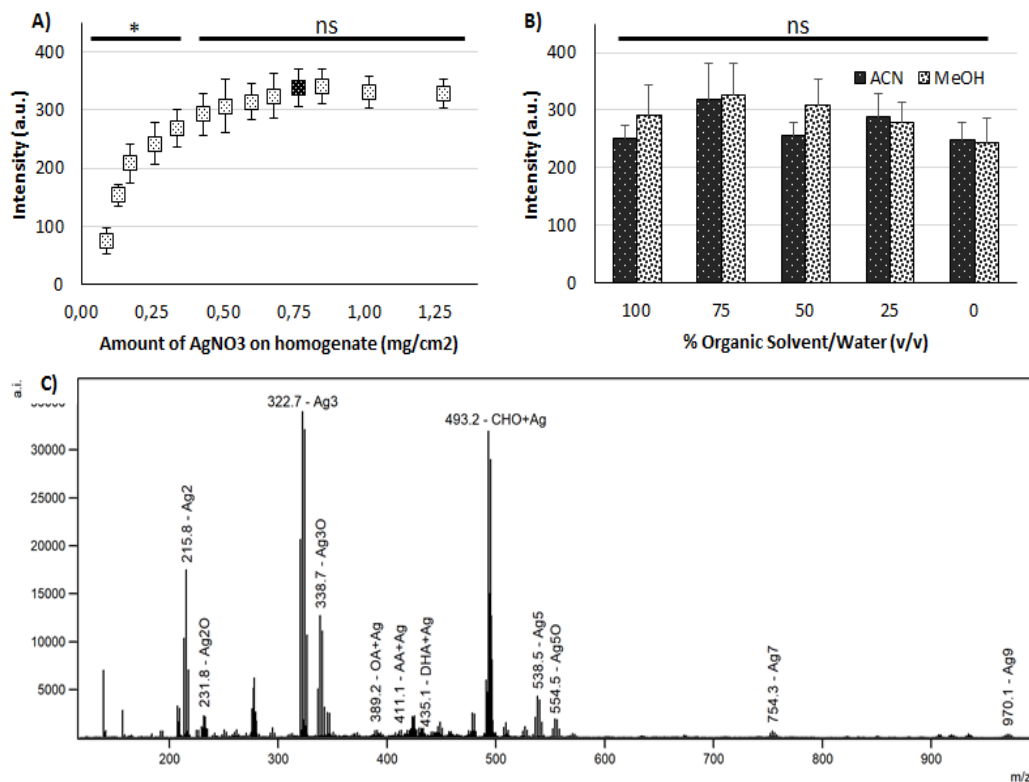 A)
*
ns
400
300
200
100
0
Intensity (a.u.)
0,00 0,25 0,50 0,75 1,00 1,25
Amount of AgNO3 on homogenate (mg/cm2)
B)
ns
ACN MeOH
400
300
200
100
0
Intensity (a.u.)
100 75 50 25 0
% Organic Solvent/Water (v/v)
C)
a.i.
30000
25000
20000
15000
10000
5000
215.8 - Ag2
231.8 - Ag2O
322.7 - Ag3
338.7 - Ag3O
389.2 - OA+Ag
411.1 - AA+Ag
435.1 - DHA+Ag
493.2 - CHO+Ag
538.5 - Ag5
554.5 - Ag5O
754.3 - Ag7
970.1 - Ag9
200 300 400 500 600 700 800 900
m/z